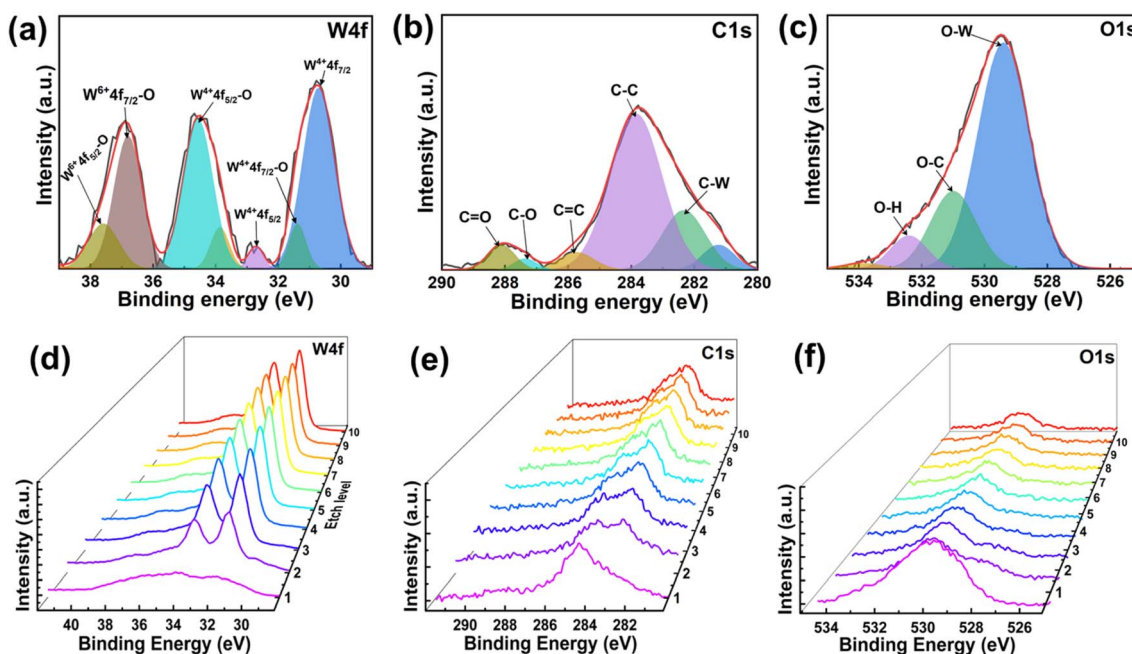 (a)
W4f
W⁶⁺4f₇/₂-O
W⁶⁺4f₅/₂-O
W⁴⁺4f₅/₂-O
W⁴⁺4f₇/₂
W⁴⁺4f₇/₂-O
W⁴⁺4f₅/₂
Intensity (a.u.)
38 36 34 32 30
Binding energy (eV)
(b)
C1s
C-C
C-W
C=O
C-O
C=C
Intensity (a.u.)
290 288 286 284 282 280
Binding energy (eV)
(c)
O1s
O-W
O-C
O-H
Intensity (a.u.)
534 532 530 528 526
Binding energy (eV)
(d)
W4f
Intensity (a.u.)
40 38 36 34 32 30
Binding Energy (eV)
1 2 3 4 5 6 7 8 9 10
Etch level
(e)
C1s
Intensity (a.u.)
290 288 286 284 282
Binding Energy (eV)
1 2 3 4 5 6 7 8 9 10
(f)
O1s
Intensity (a.u.)
534 532 530 528 526
Binding Energy (eV)
1 2 3 4 5 6 7 8 9 10